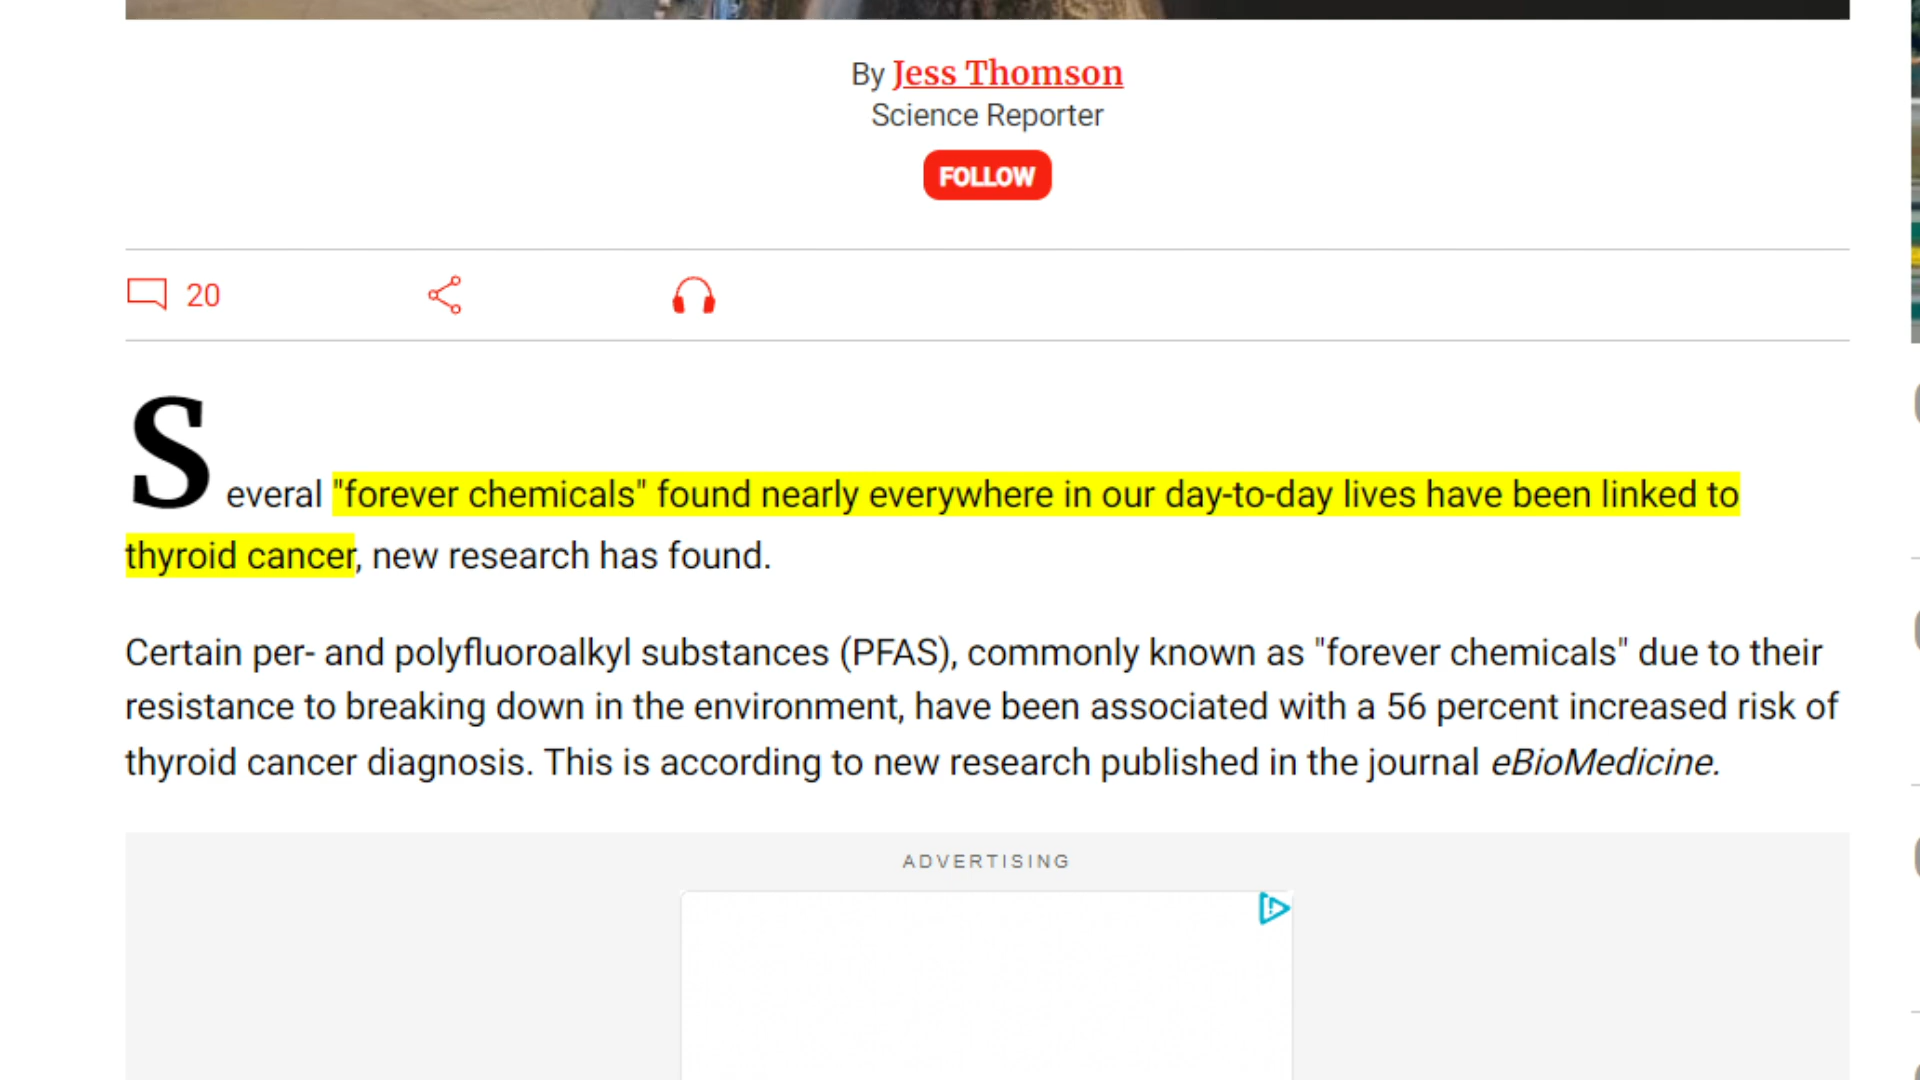 By Jess Thomson
Science Reporter
FOLLOW
20
Several "forever chemicals" found nearly everywhere in our day-to-day lives have been linked to
thyroid cancer, new research has found.
Certain per- and polyfluoroalkyl substances (PFAS), commonly known as "forever chemicals" due to their
resistance to breaking down in the environment, have been associated with a 56 percent increased risk of
thyroid cancer diagnosis. This is according to new research published in the journal eBioMedicine.
ADVERTISING